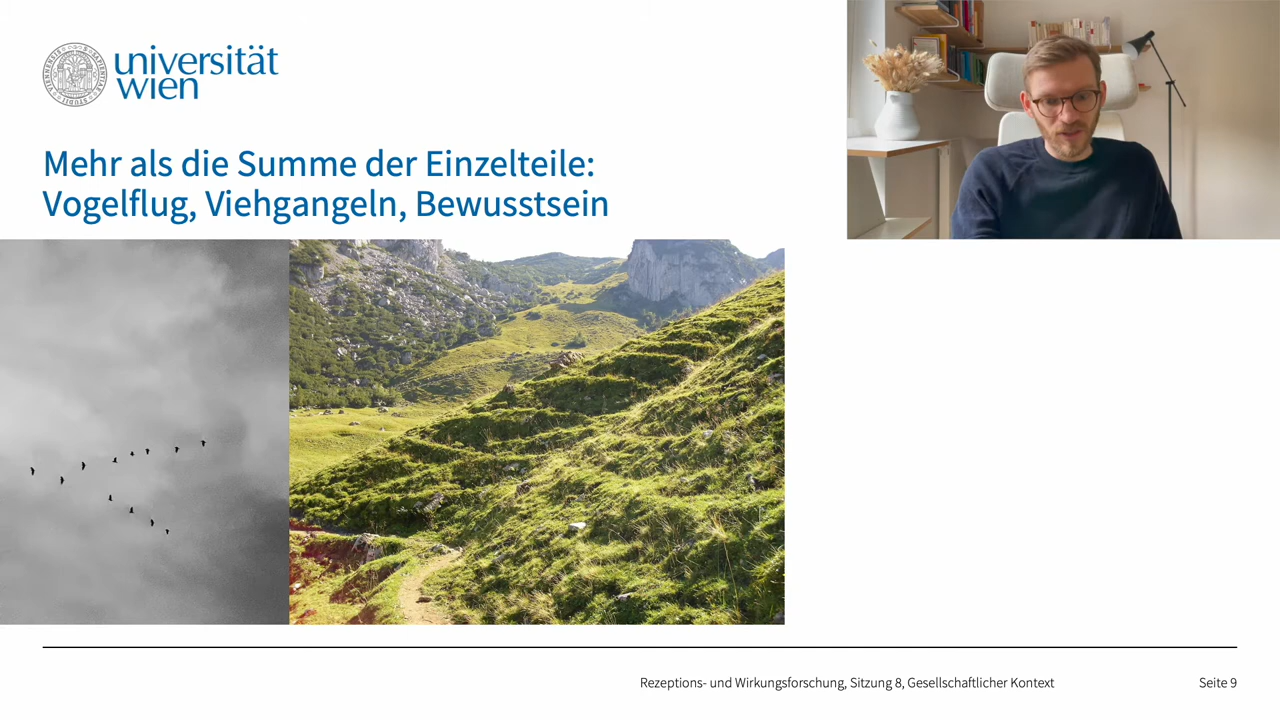 universität
wien
Mehr als die Summe der Einzelteile:
Vogelflug, Viehgangeln, Bewusstsein
Rezeptions- und Wirkungsforschung, Sitzung 8, Gesellschaftlicher Kontext
Seite 9